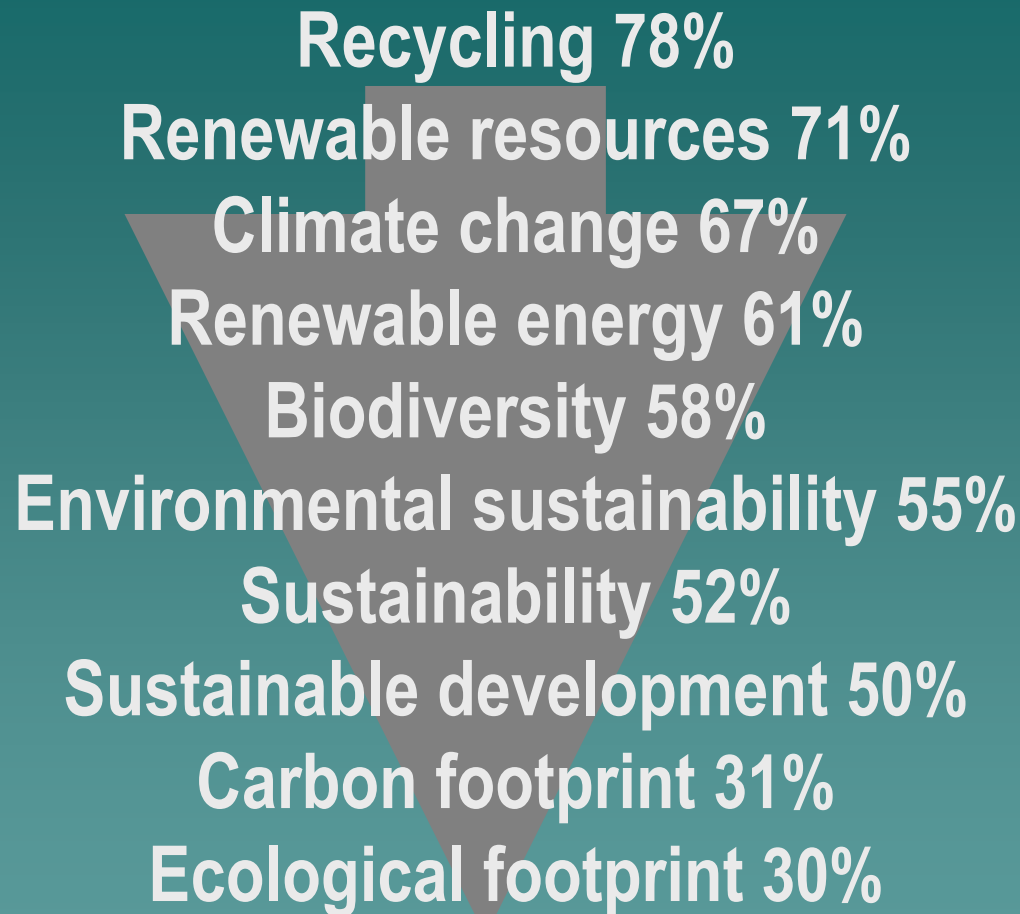 Recycling 78%
Renewable resources 71%
Climate change 67%
Renewable energy 61%
Biodiversity 58%
Environmental sustainability 55%
Sustainability 52%
Sustainable development 50%
Carbon footprint 31%
Ecological footprint 30%